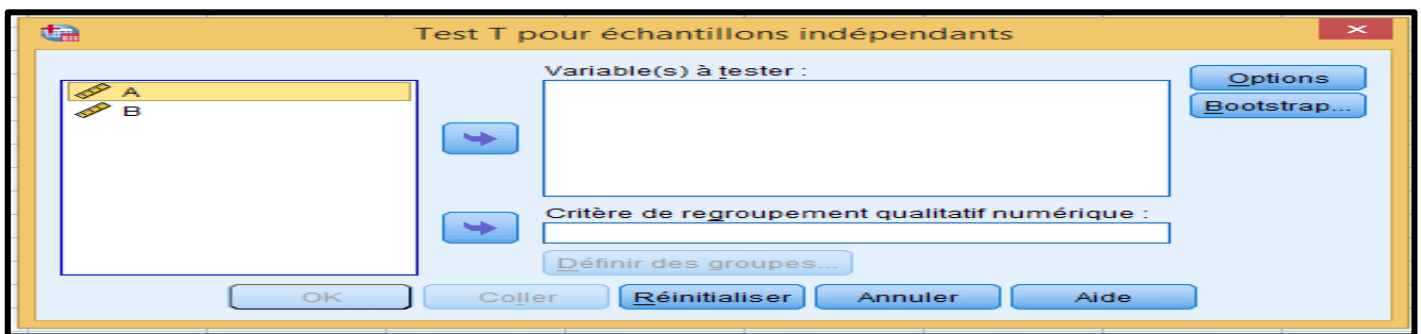 Test T pour échantillons indépendants
A
B
Variable(s) à tester :
Options
Bootstrap...
Critère de regroupement qualitatif numérique :
Définir des groupes...
OK
Coller
Réinitialiser
Annuler
Aide